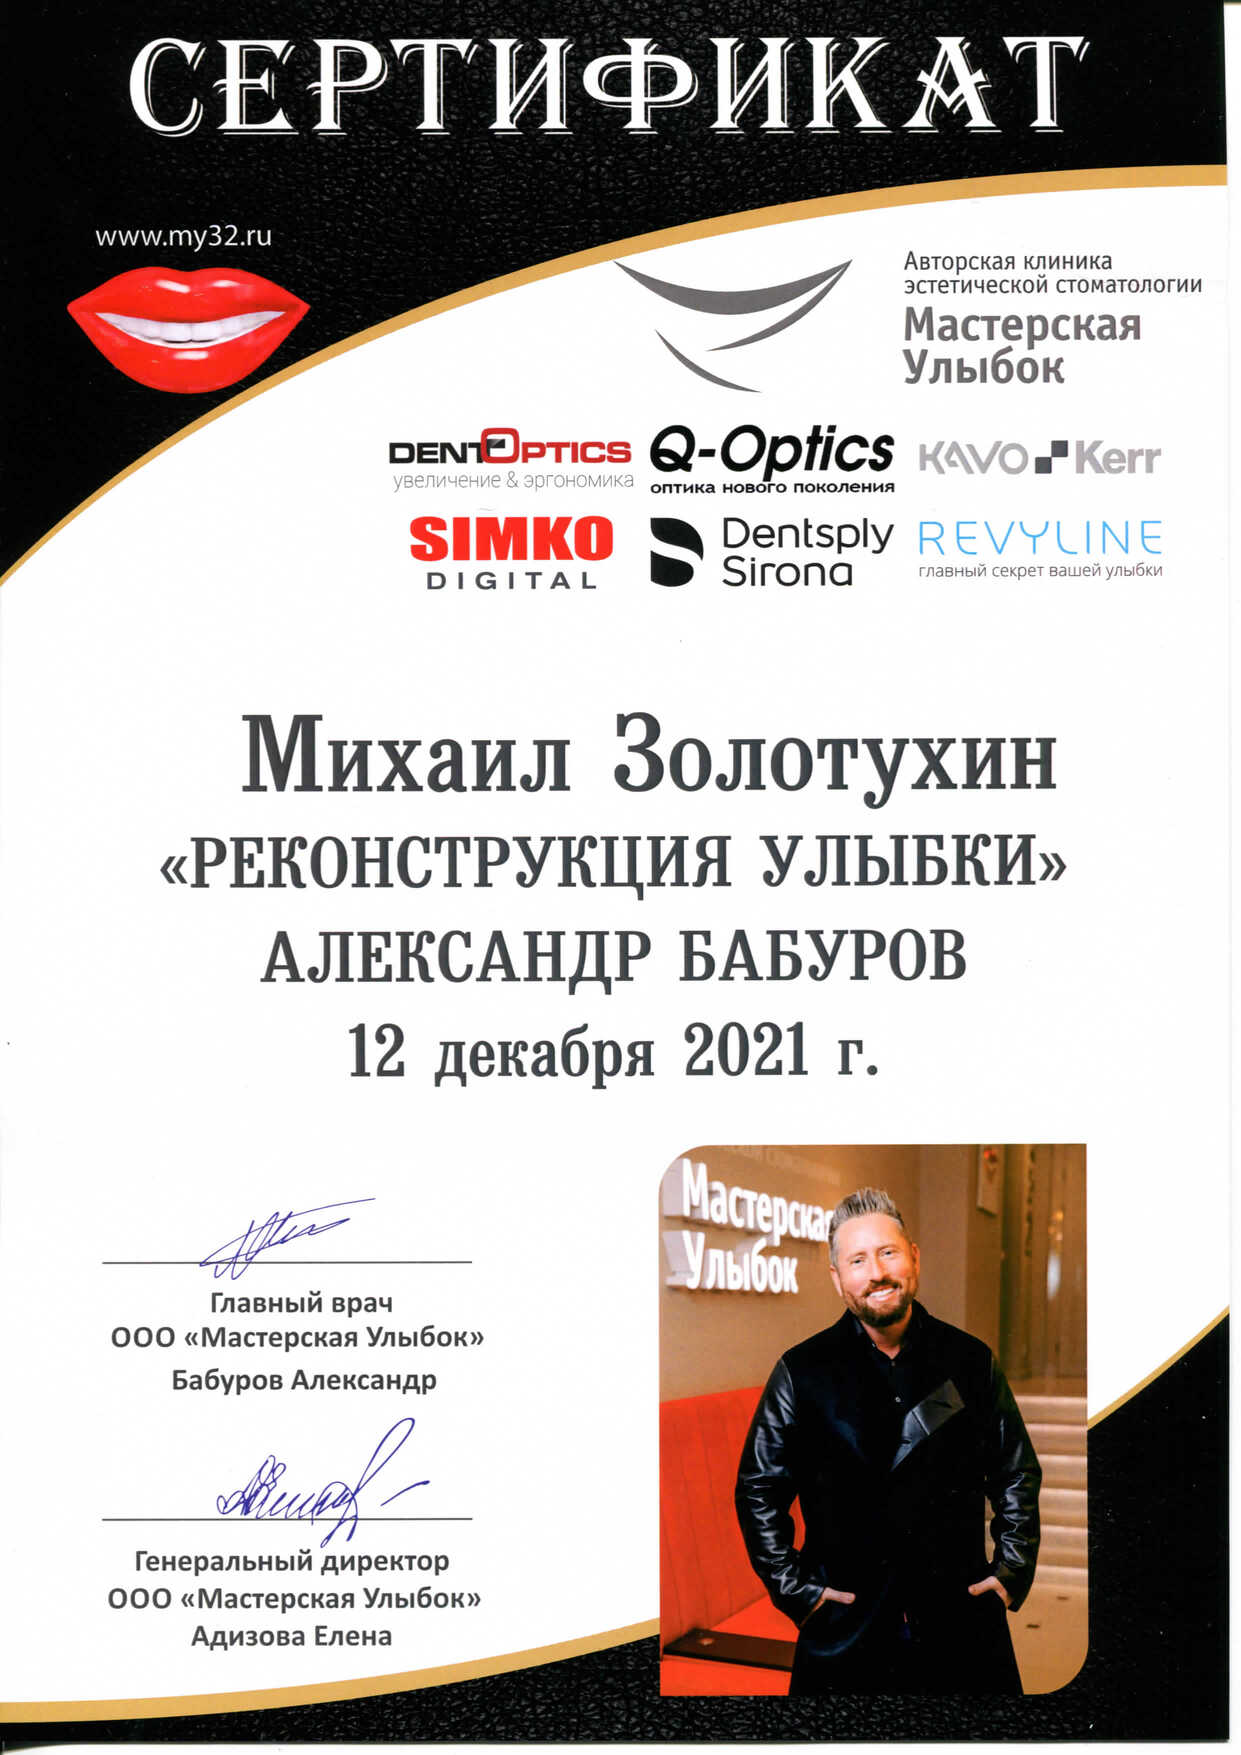 СЕРТИФИКАТ
www.my32.ru
Авторская клиника
эстетической стоматологии
Мастерская
Улыбок
DENTOPTICS
увеличение & эргономика
Q-Optics
оптика нового поколения
KAVO Kerr
SIMKO
DIGITAL
Dentsply
Sirona
REVYLINE
главный секрет вашей улыбки
Михаил Золотухин
«РЕКОНСТРУКЦИЯ УЛЫБКИ»
АЛЕКСАНДР БАБУРОВ
12 декабря 2021 г.
Мастерская
Улыбок
Главный врач
ООО «Мастерская Улыбок»
Бабуров Александр
Генеральный директор
ООО «Мастерская Улыбок»
Адизова Елена